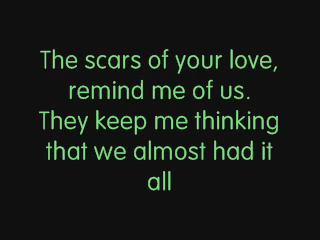 The scars of your love,
remind me of us.
They keep me thinking
that we almost had it
all